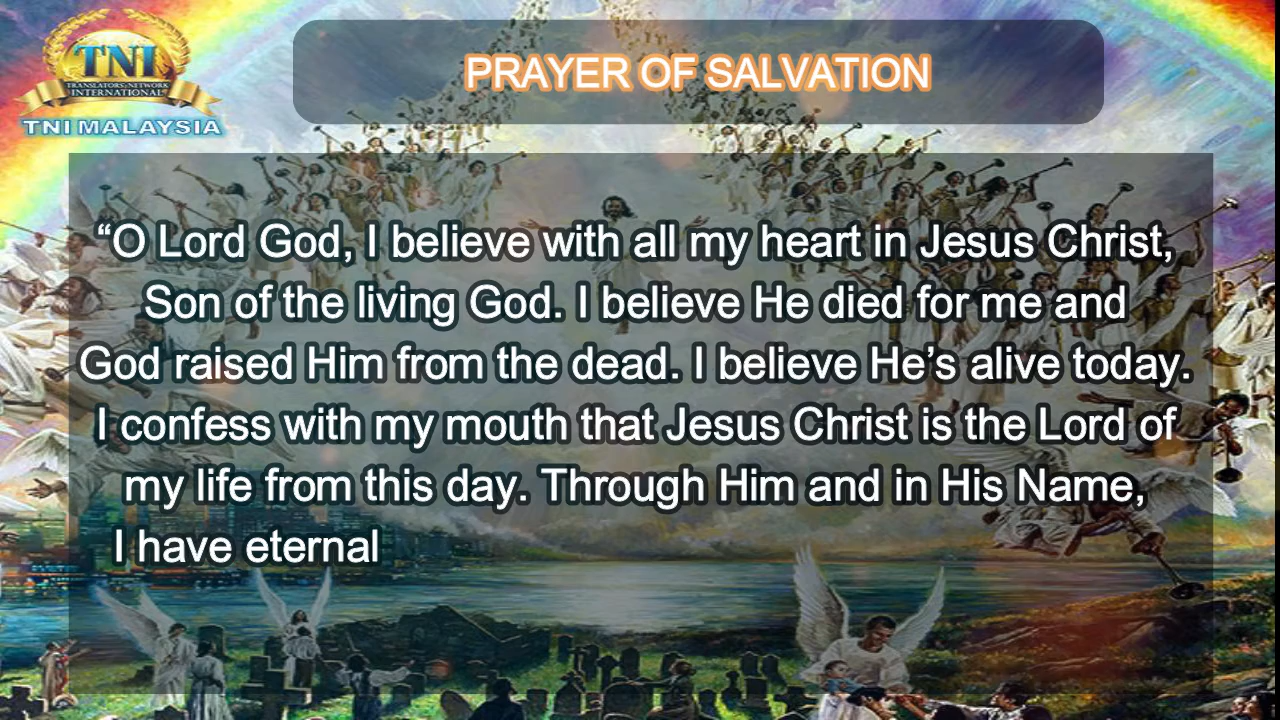 TNI
TRANSLATORS' NETWORK
INTERNATIONAL
TNI MALAYSIA
PRAYER OF SALVATION
“O Lord God, I believe with all my heart in Jesus Christ,
Son of the living God. I believe He died for me and
God raised Him from the dead. I believe He’s alive today.
I confess with my mouth that Jesus Christ is the Lord of
my life from this day. Through Him and in His Name,
I have eternal